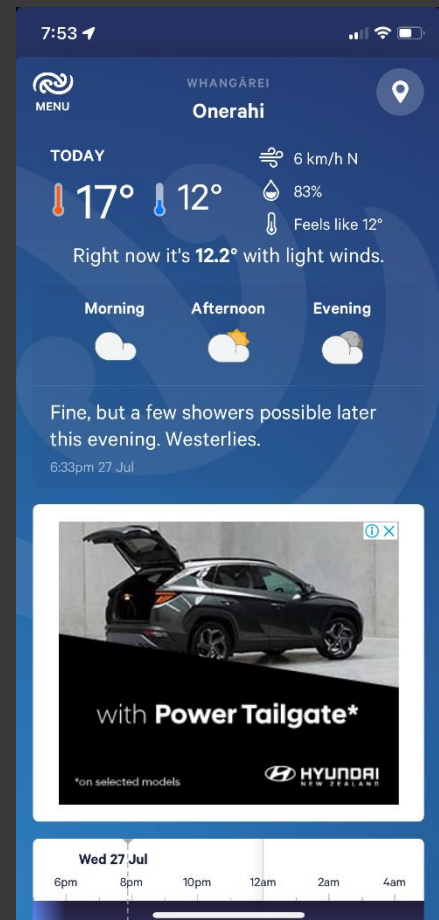 7:53
WHANGĀREI
MENU
Onerahi
TODAY
17° 12°
6 km/h N
83%
Feels like 12°
Right now it's 12.2° with light winds.
Morning Afternoon Evening
Fine, but a few showers possible later
this evening. Westerlies.
6:33pm 27 Jul
with Power Tailgate*
*on selected models
HYUNDAI
NEW ZEALAND
Wed 27 Jul
6pm 8pm 10pm 12am 2am 4am